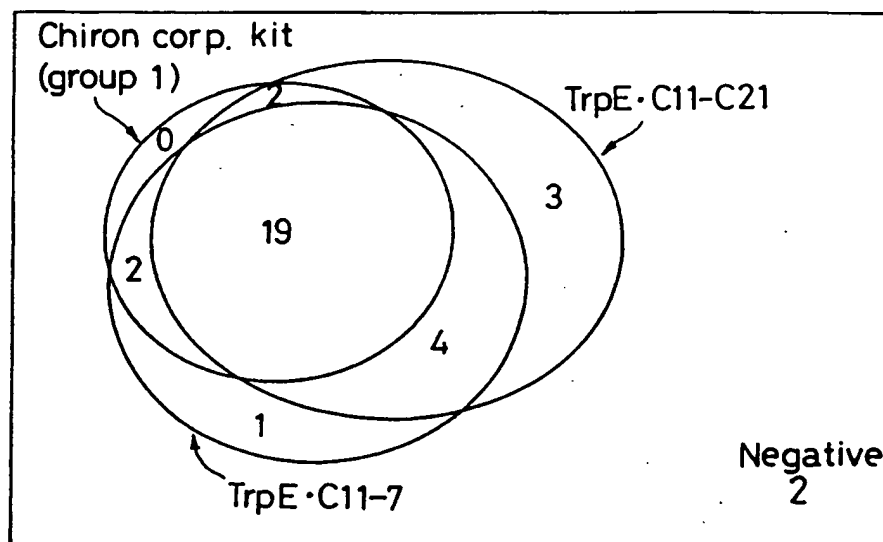 Chiron corp. kit
(group 1)
2
TrpE·C11-C21
0
3
19
2
4
1
Negative
2
TrpE·C11-7